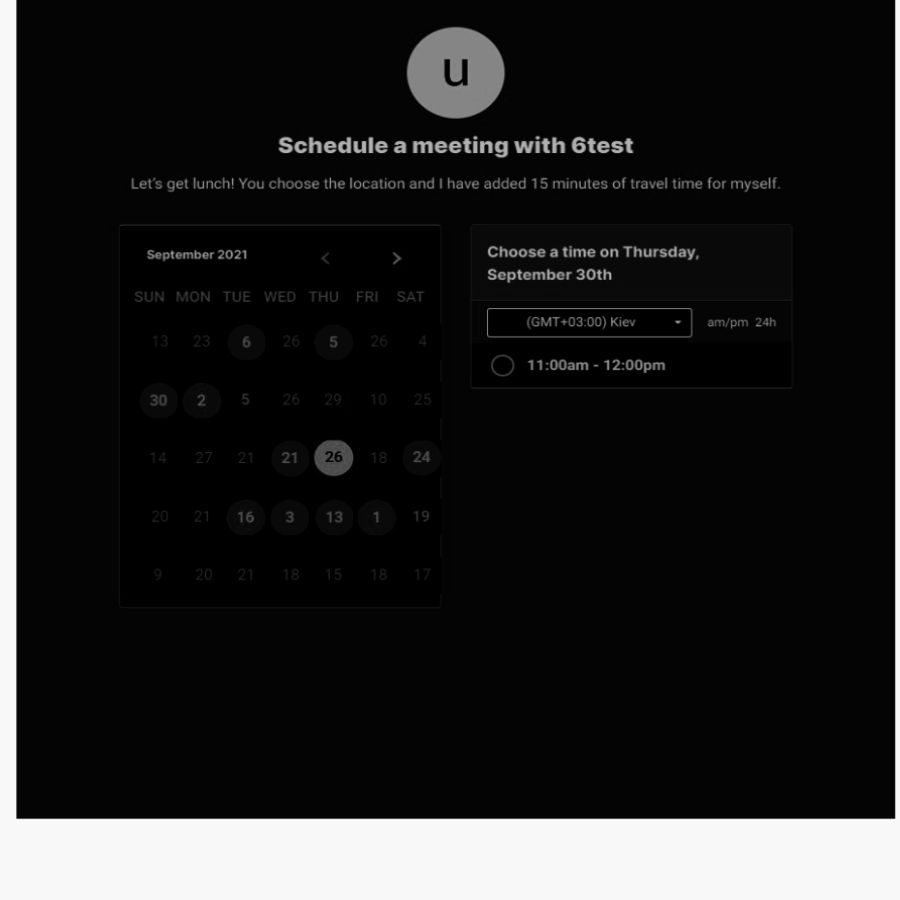 u
Schedule a meeting with 6test
Let's get lunch! You choose the location and I have added 15 minutes of travel time for myself.
September 2021
SUN MON TUE WED THU FRI SAT
13 23 6 26 5 26 4
30 2 5 26 29 10 25
14 27 21 21 26 18 24
20 21 16 3 13 1 19
9 20 21 18 15 18 17
Choose a time on Thursday,
September 30th
(GMT+03:00) Kiev am/pm 24h
11:00am - 12:00pm